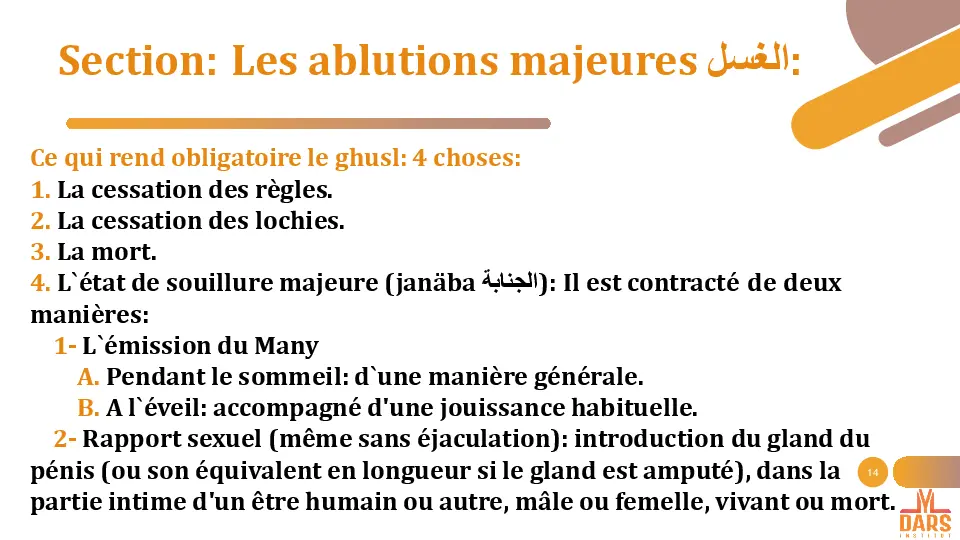 Section: Les ablutions majeures الغسل:
Ce qui rend obligatoire le ghusl: 4 choses:
1. La cessation des règles.
2. La cessation des lochies.
3. La mort.
4. L`état de souillure majeure (janäba الجنابة): Il est contracté de deux
manières:
1- L`émission du Many
A. Pendant le sommeil: d`une manière générale.
B. A l`éveil: accompagné d'une jouissance habituelle.
2- Rapport sexuel (même sans éjaculation): introduction du gland du
pénis (ou son équivalent en longueur si le gland est amputé), dans la
partie intime d'un être humain ou autre, mâle ou femelle, vivant ou mort.
14
DARS
INSTITUT